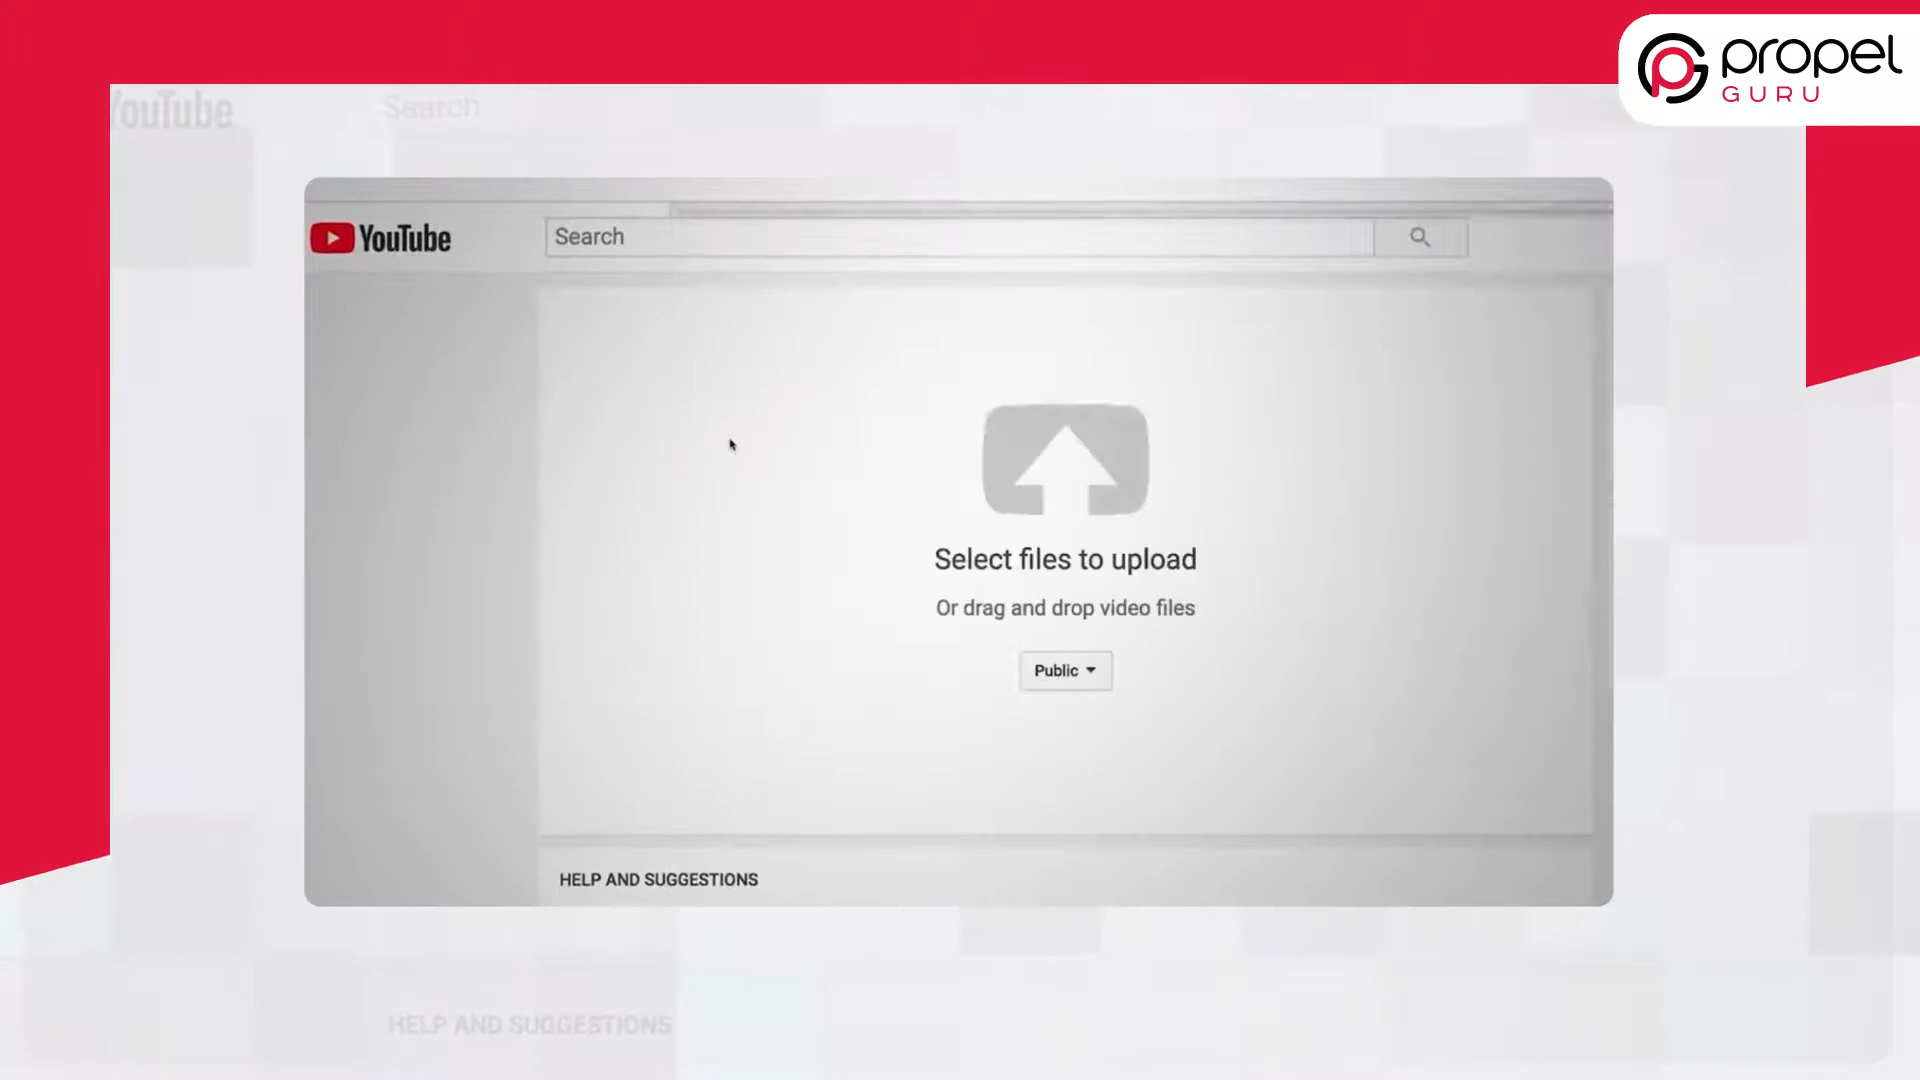 propel
GURU
YouTube
Search
YouTube
Search
Select files to upload
Or drag and drop video files
Public
HELP AND SUGGESTIONS
HELP AND SUGGESTIONS